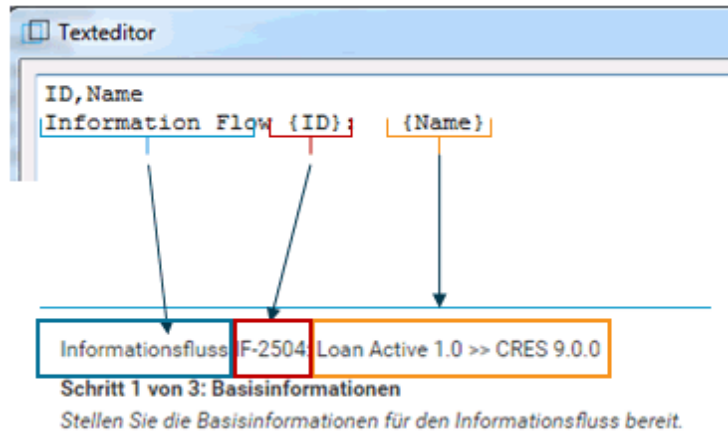 Texteditor
ID,Name
Information Flow {ID}: {Name}
Informationsfluss IF-2504: Loan Active 1.0 >> CRES 9.0.0
Schritt 1 von 3: Basisinformationen
Stellen Sie die Basisinformationen für den Informationsfluss bereit.